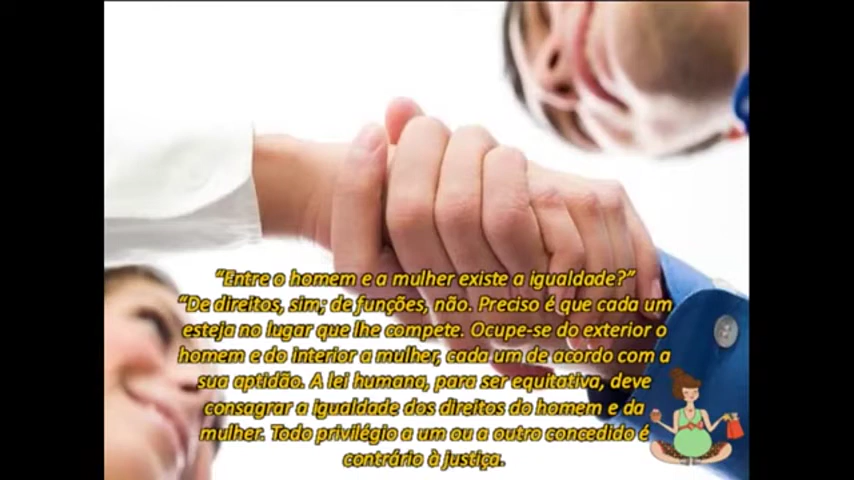 “Entre o homem e a mulher existe a igualdade?”
“De direitos, sim; de funções, não. Preciso é que cada um
esteja no lugar que lhe compete. Ocupe-se do exterior o
homem e do interior a mulher, cada um de acordo com a
sua aptidão. A lei humana, para ser equitativa, deve
consagrar a igualdade dos direitos do homem e da
mulher. Todo privilégio a um ou a outro concedido é
contrário à justiça.